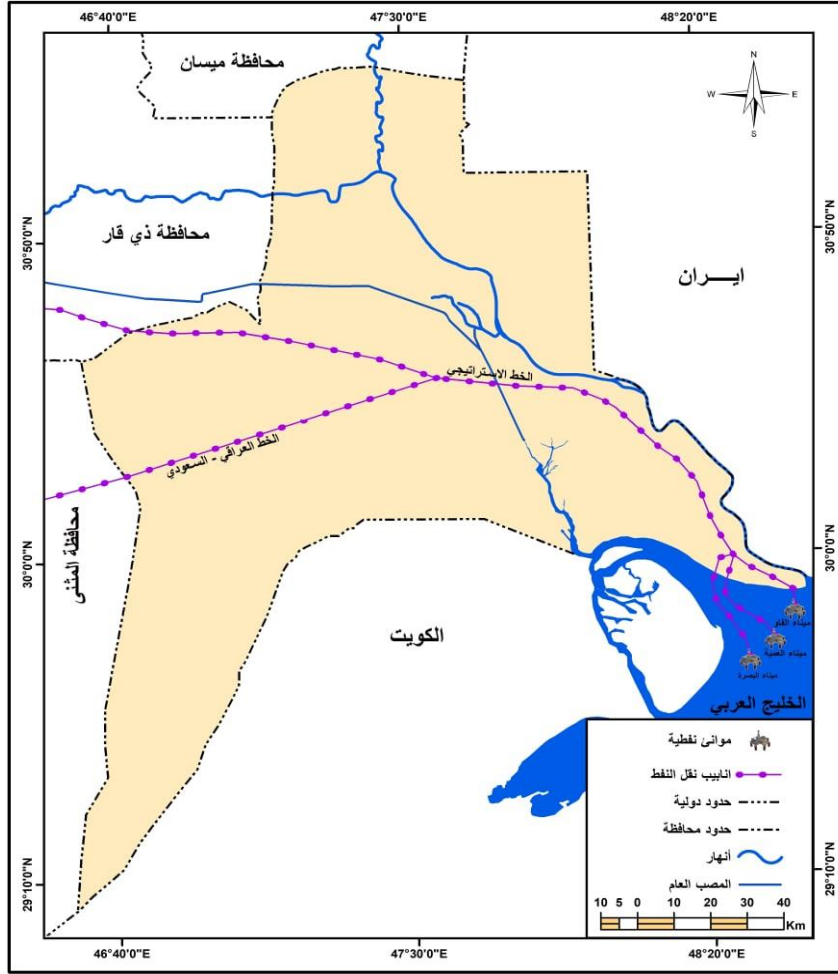 46°40'0"E
47°30'0"E
48°20'0"E
محافظة ميسان
N
W
E
S
30°50'0"N
30°50'0"N
محافظة ذي قار
ايـــــران
الخط الاستراتيجي
الخط العراقي - السعودي
30°0'0"N
30°0'0"N
محافظة المثنى
ميناء الفاو
الكويت
ميناء العمية
ميناء البصرة
الخليج العربي
موانئ نفطية
انابيب نقل النفط
حدود دولية
حدود محافظة
أنهار
المصب العام
29°10'0"N
29°10'0"N
10 5 0 10 20 30 40
Km
46°40'0"E
47°30'0"E
48°20'0"E